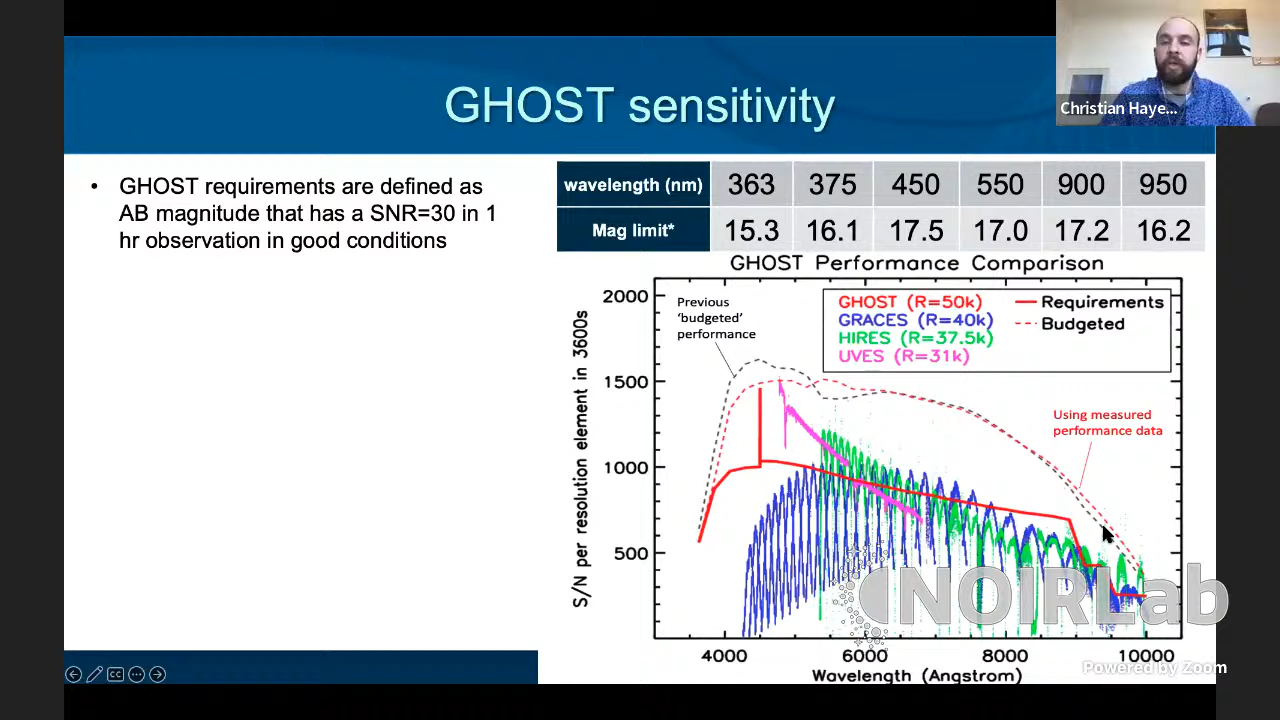 GHOST sensitivity
Christian Haye...
• GHOST requirements are defined as
AB magnitude that has a SNR=30 in 1
hr observation in good conditions
wavelength (nm) 363 375 450 550 900 950
Mag limit* 15.3 16.1 17.5 17.0 17.2 16.2
GHOST Performance Comparison
2000
1500
1000
500
S/N per resolution element in 3600s
Previous
'budgeted'
performance
GHOST (R=50k)
GRACES (R=40k)
HIRES (R=37.5k)
UVES (R=31k)
Requirements
Budgeted
Using measured
performance data
NOIRLab
4000 6000 8000 10000
Wavelength (Angstrom)
Powered by Zoom
CC